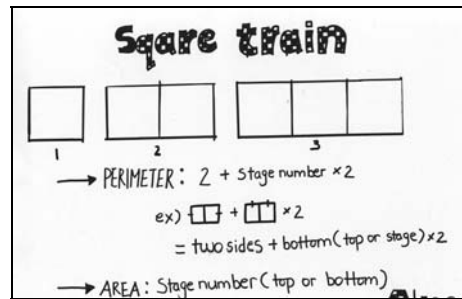 Sqare train
1 2 3
→ PERIMETER: 2 + Stage number ×2
ex) + ×2
= two sides + bottom (top or stage) ×2
→ AREA: Stage number (top or bottom)